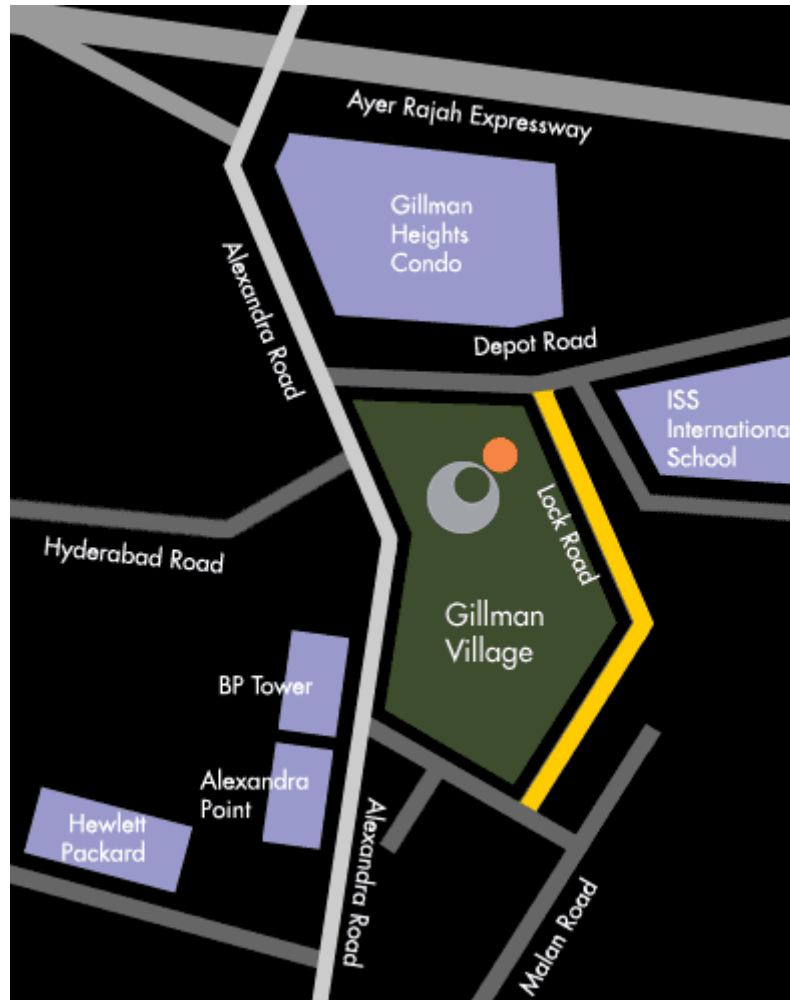 Ayer Rajah Expressway
Gillman
Heights
Condo
Alexandra Road
Depot Road
ISS
Internationa
School
Lock Road
Hyderabad Road
Gillman
Village
BP Tower
Alexandra
Point
Hewlett
Packard
Alexandra Road
Malan Road